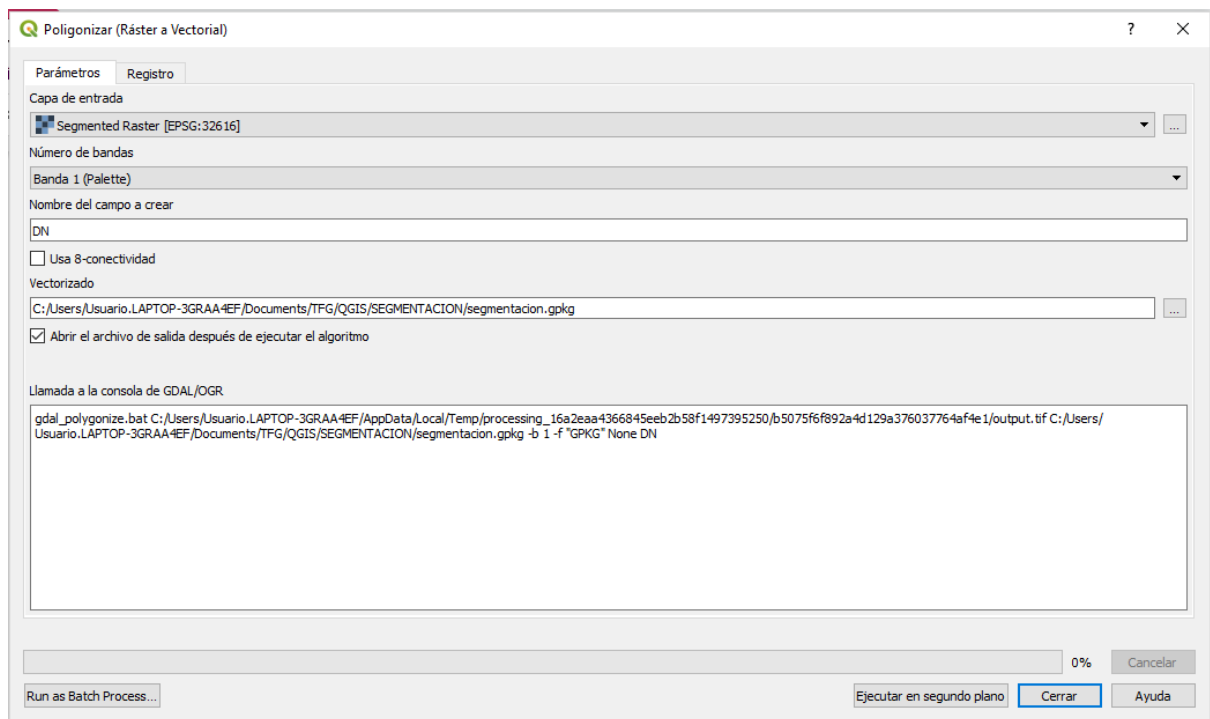 Poligonizar (Ráster a Vectorial)
? X
Parámetros Registro
Capa de entrada
Segmented Raster [EPSG:32616]
...
Número de bandas
Banda 1 (Palette)
Nombre del campo a crear
DN
Usa 8-conectividad
Vectorizado
C:/Users/Usuario.LAPTOP-3GRAA4EF/Documents/TFG/QGIS/SEGMENTACION/segmentacion.gpkg
...
Abrir el archivo de salida después de ejecutar el algoritmo
Llamada a la consola de GDAL/OGR
gdal_polygonize.bat C:/Users/Usuario.LAPTOP-3GRAA4EF/AppData/Local/Temp/processing_16a2eaa4366845eeb2b58f1497395250/b5075f6f892a4d129a376037764af4e1/output.tif C:/Users/
Usuario.LAPTOP-3GRAA4EF/Documents/TFG/QGIS/SEGMENTACION/segmentacion.gpkg -b 1 -f "GPKG" None DN
0% Cancelar
Run as Batch Process... Ejecutar en segundo plano Cerrar Ayuda